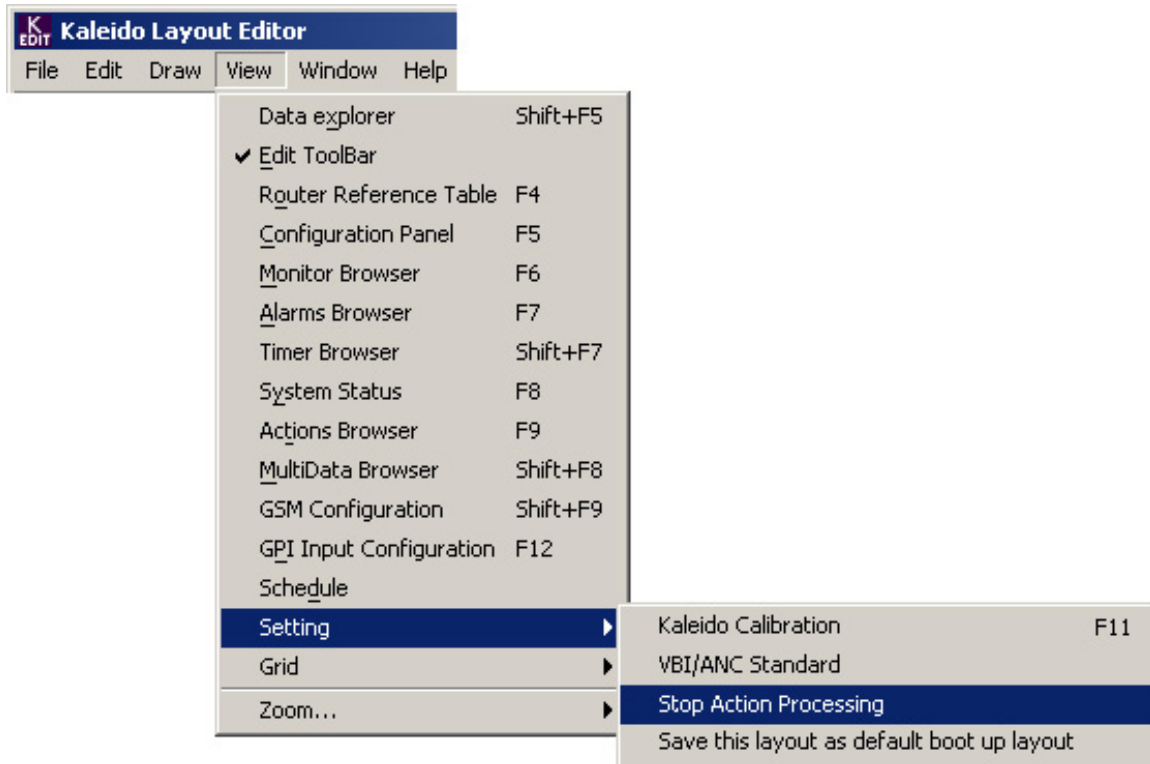 K EDIT Kaleido Layout Editor
File Edit Draw View Window Help
Data explorer Shift+F5
✔ Edit ToolBar
Router Reference Table F4
Configuration Panel F5
Monitor Browser F6
Alarms Browser F7
Timer Browser Shift+F7
System Status F8
Actions Browser F9
MultiData Browser Shift+F8
GSM Configuration Shift+F9
GPI Input Configuration F12
Schedule
Setting
Kaleido Calibration F11
Grid
VBI/ANC Standard
Zoom...
Stop Action Processing
Save this layout as default boot up layout